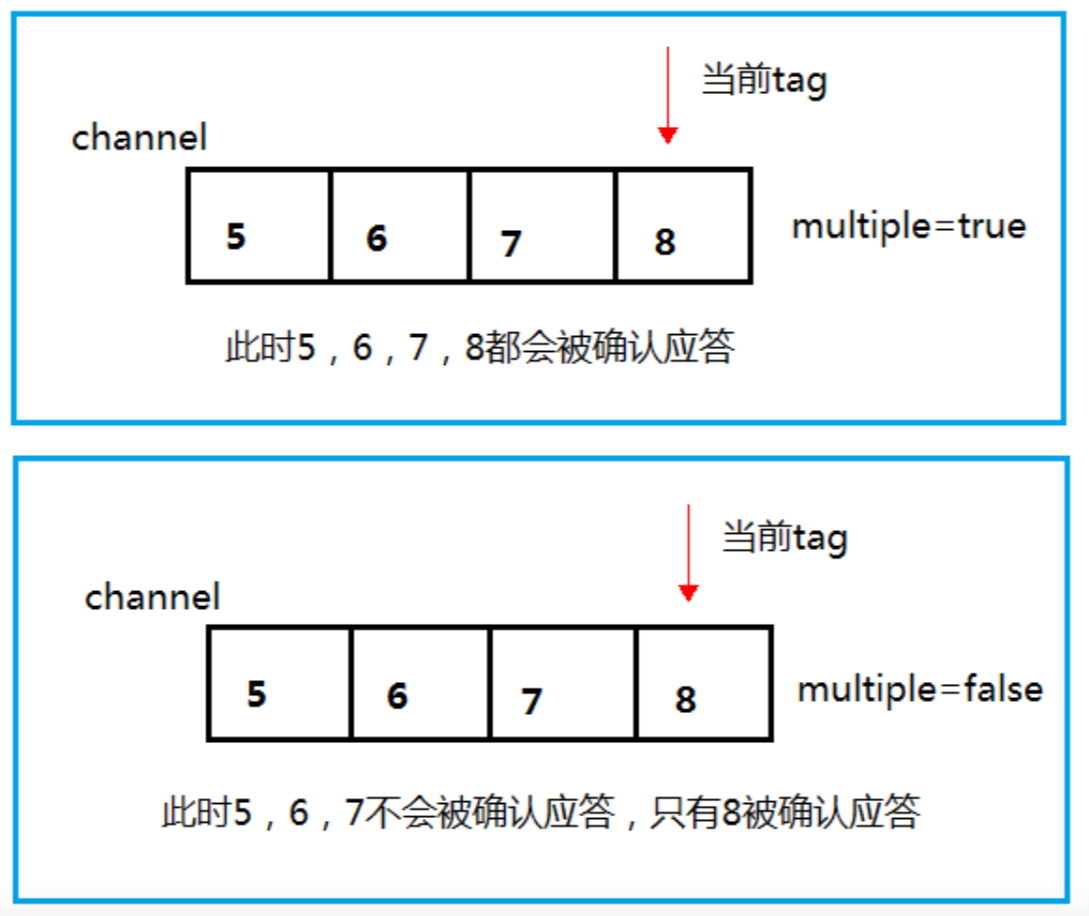 当前tag
channel
5 6 7 8
multiple=true
此时5，6，7，8都会被确认应答
当前tag
channel
5 6 7 8
multiple=false
此时5，6，7不会被确认应答，只有8被确认应答